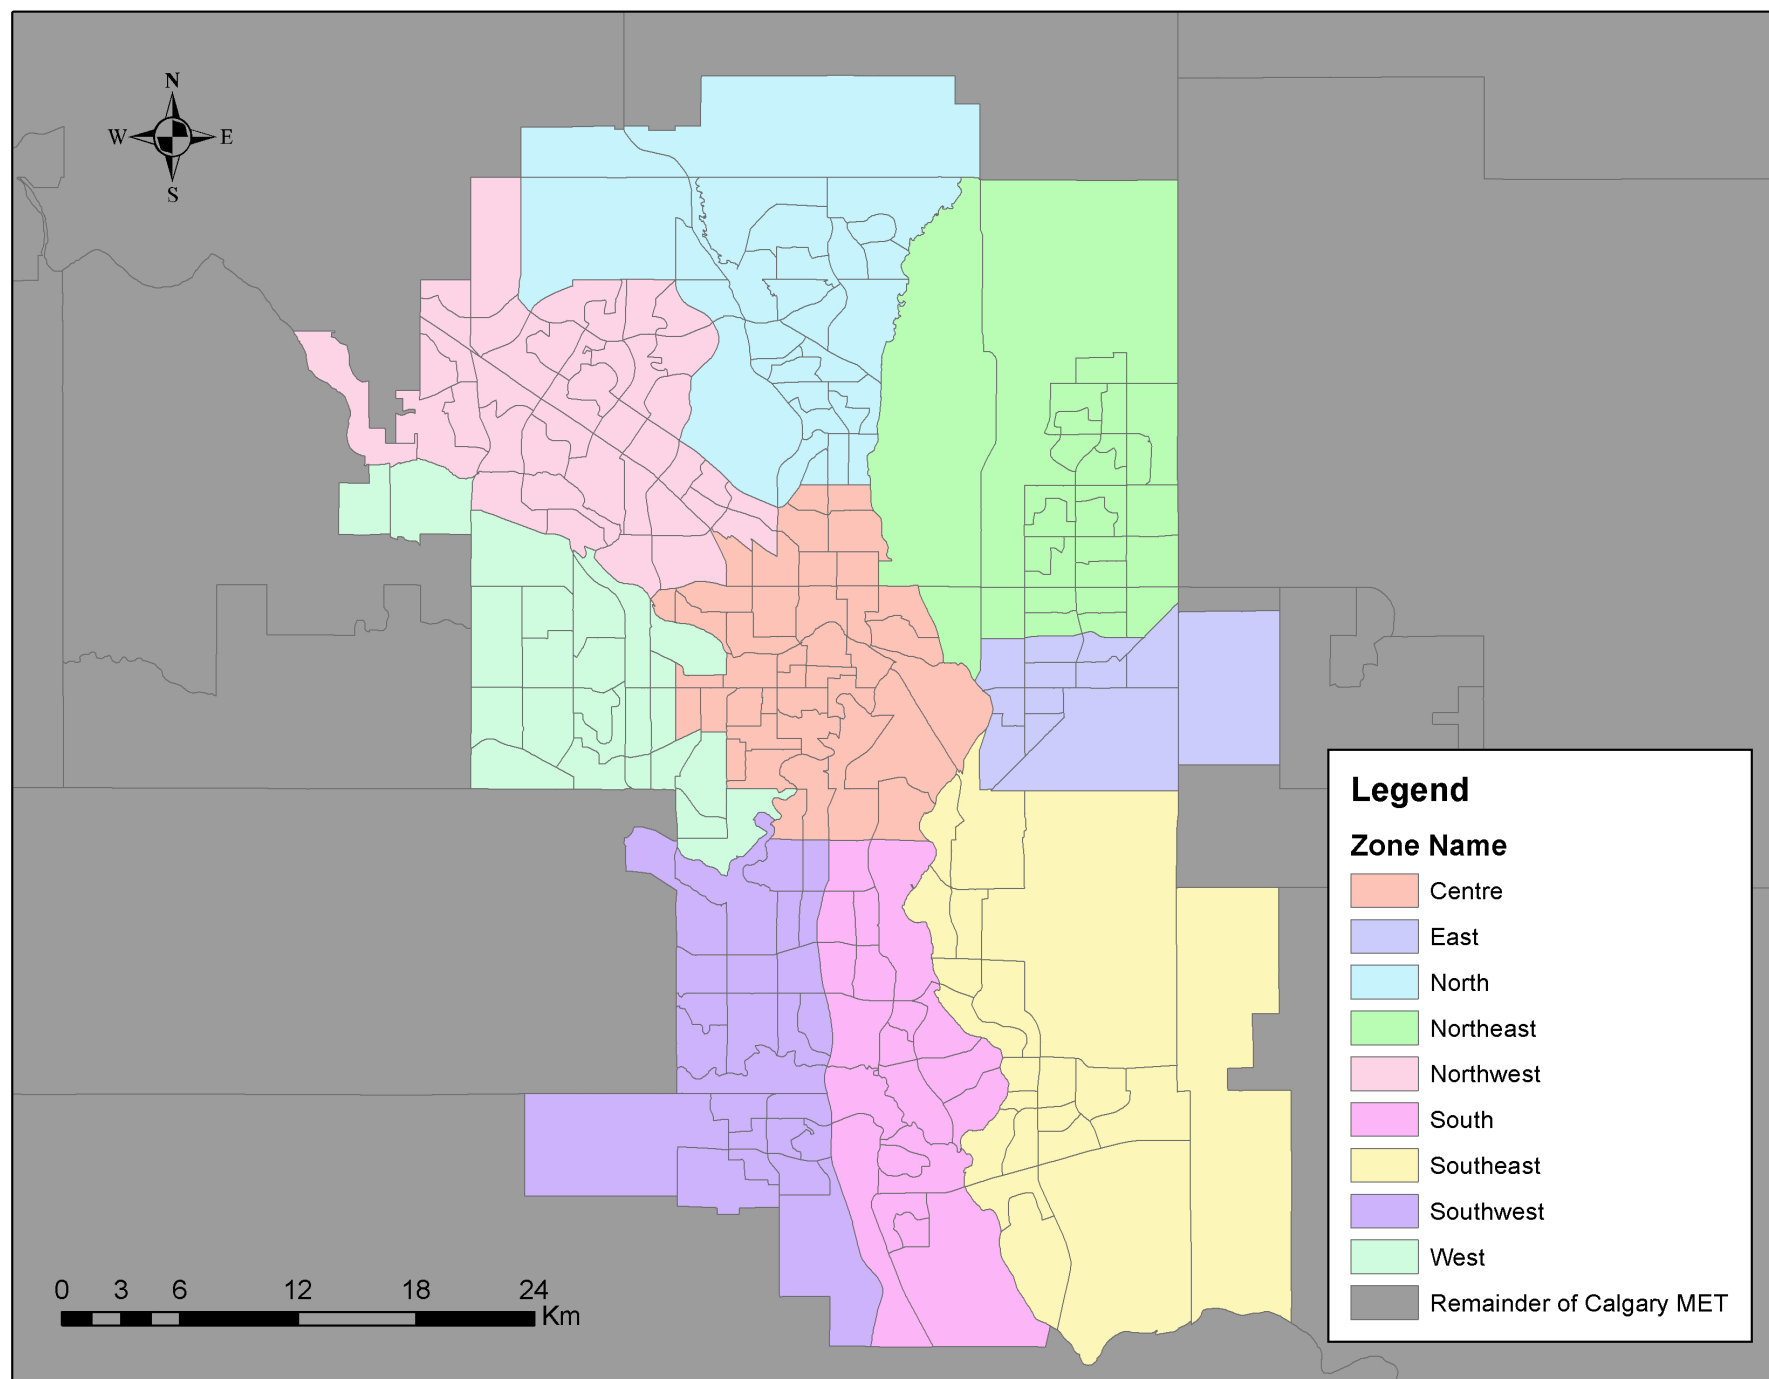 N
W E
S
Legend
Zone Name
Centre
East
North
Northeast
Northwest
South
Southeast
Southwest
West
Remainder of Calgary MET
0 3 6 12 18 24
Km